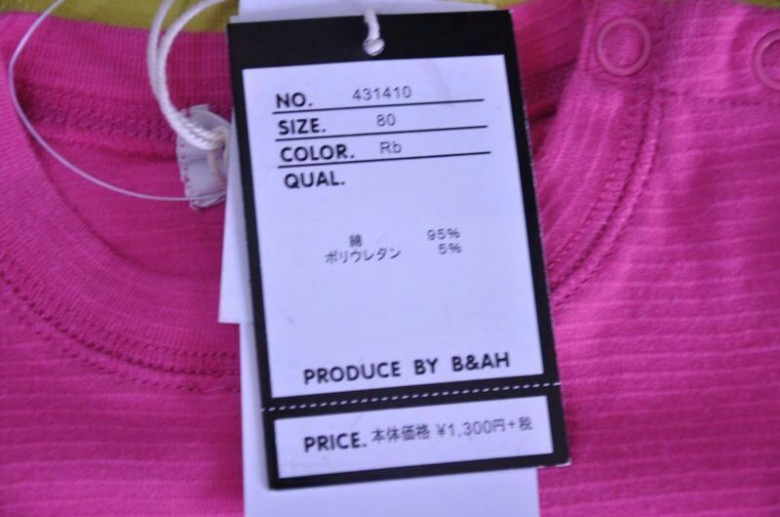 NO. 431410
SIZE. 80
COLOR. Rb
QUAL.
綿 95%
ポリウレタン 5%
PRODUCE BY B&AH
PRICE. 本体価格 ¥1,300円+税